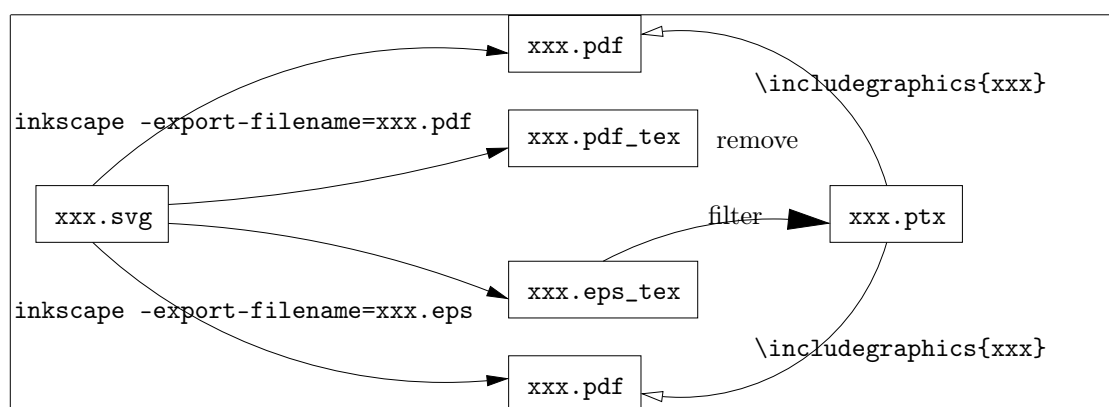 xxx.pdf
\includegraphics{xxx}
inkscape -export-filename=xxx.pdf
xxx.pdf_tex
remove
xxx.svg
filter
xxx.ptx
xxx.eps_tex
inkscape -export-filename=xxx.eps
\includegraphics{xxx}
xxx.pdf